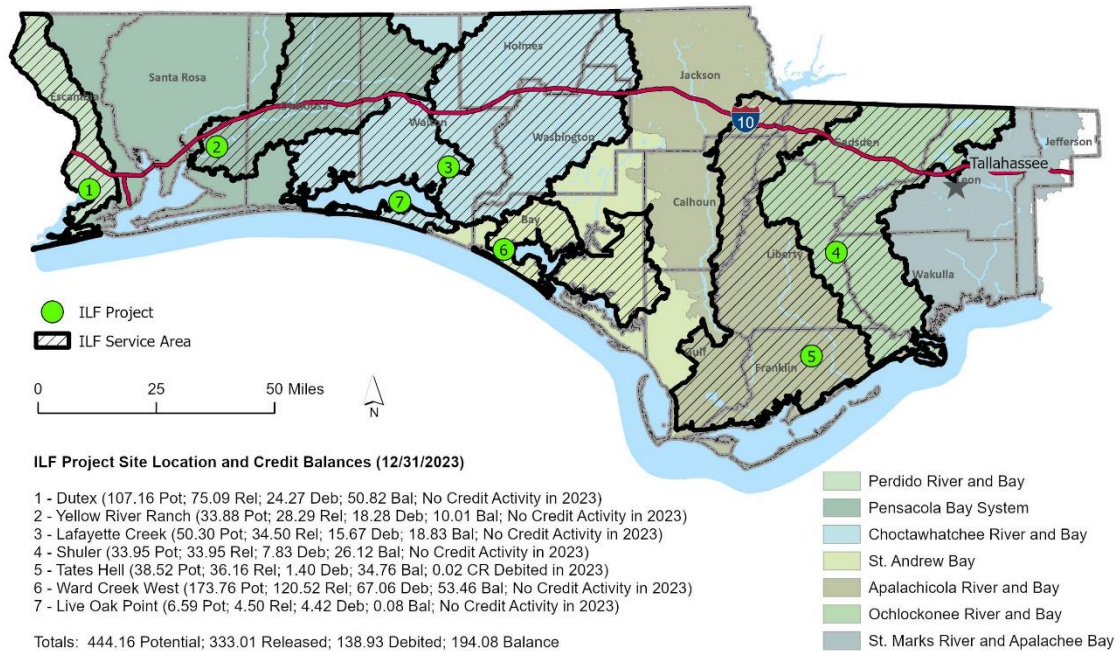 Santa Rosa
Escambia
Okaloosa
Walton
Holmes
Washington
Jackson
Bay
Calhoun
Gulf
Liberty
Franklin
Gadsden
Tallahassee
Leon
Jefferson
Wakulla
10
1
2
3
7
6
4
5
ILF Project
ILF Service Area
0 25 50 Miles
N
ILF Project Site Location and Credit Balances (12/31/2023)
1 - Dutex (107.16 Pot; 75.09 Rel; 24.27 Deb; 50.82 Bal; No Credit Activity in 2023)
2 - Yellow River Ranch (33.88 Pot; 28.29 Rel; 18.28 Deb; 10.01 Bal; No Credit Activity in 2023)
3 - Lafayette Creek (50.30 Pot; 34.50 Rel; 15.67 Deb; 18.83 Bal; No Credit Activity in 2023)
4 - Shuler (33.95 Pot; 33.95 Rel; 7.83 Deb; 26.12 Bal; No Credit Activity in 2023)
5 - Tates Hell (38.52 Pot; 36.16 Rel; 1.40 Deb; 34.76 Bal; 0.02 CR Debited in 2023)
6 - Ward Creek West (173.76 Pot; 120.52 Rel; 67.06 Deb; 53.46 Bal; No Credit Activity in 2023)
7 - Live Oak Point (6.59 Pot; 4.50 Rel; 4.42 Deb; 0.08 Bal; No Credit Activity in 2023)
Totals: 444.16 Potential; 333.01 Released; 138.93 Debited; 194.08 Balance
Perdido River and Bay
Pensacola Bay System
Choctawhatchee River and Bay
St. Andrew Bay
Apalachicola River and Bay
Ochlockonee River and Bay
St. Marks River and Apalachee Bay